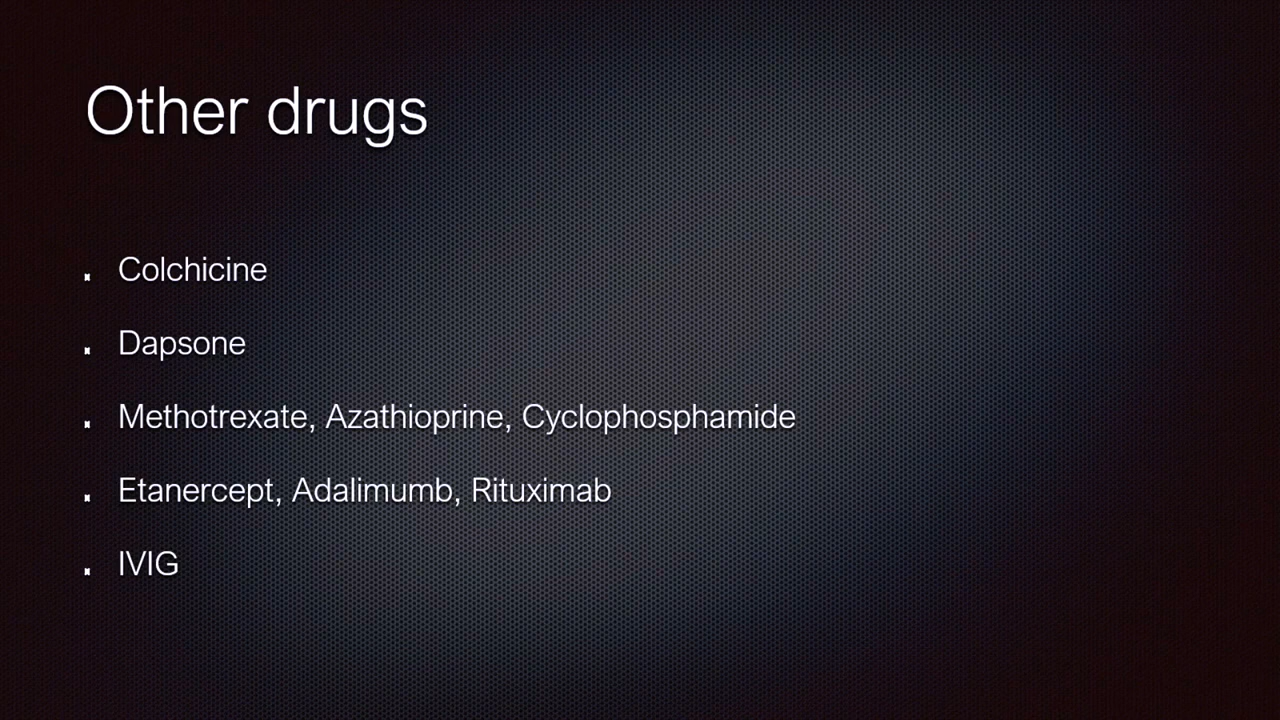 Other drugs
Colchicine
Dapsone
Methotrexate, Azathioprine, Cyclophosphamide
Etanercept, Adalimumb, Rituximab
IVIG